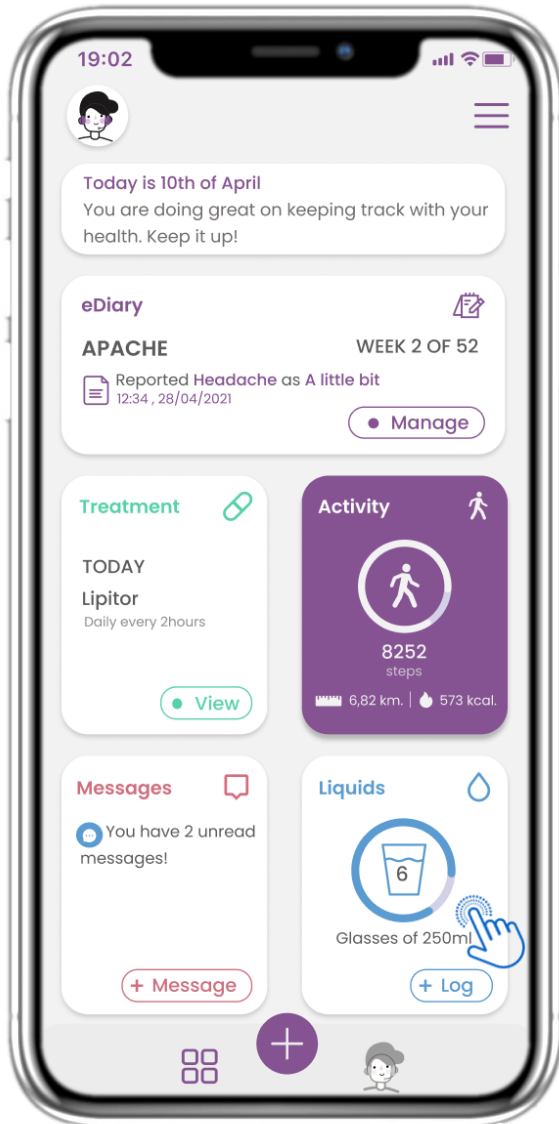 19:02
Today is 10th of April
You are doing great on keeping track with your
health. Keep it up!
eDiary
APACHE
WEEK 2 OF 52
Reported Headache as A little bit
12:34 , 28/04/2021
Manage
Treatment
TODAY
Lipitor
Daily every 2hours
View
Activity
8252
steps
6,82 km.
573 kcal.
Messages
You have 2 unread
messages!
+ Message
Liquids
6
Glasses of 250ml
+ Log